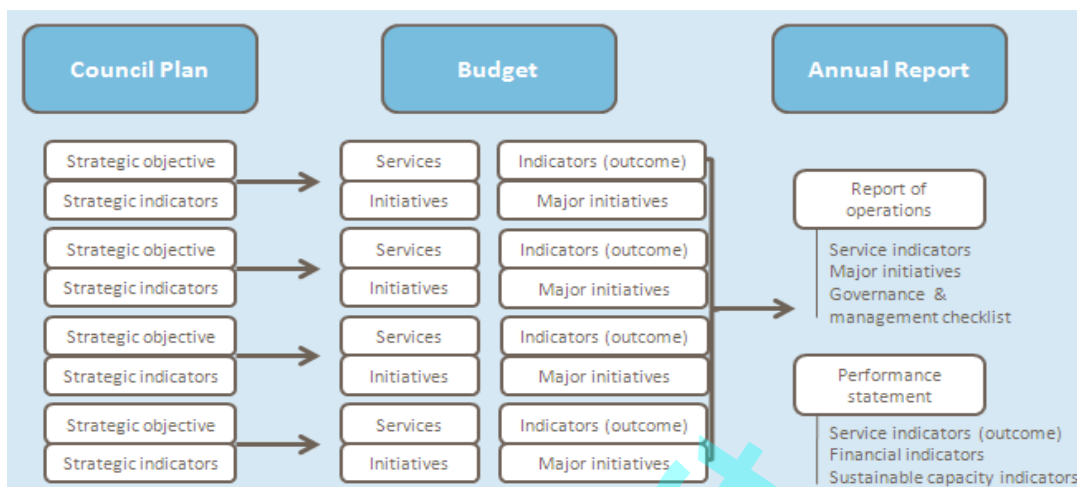 Council Plan
Budget
Annual Report
Strategic objective
Strategic indicators
Services
Initiatives
Indicators (outcome)
Major initiatives
Strategic objective
Strategic indicators
Services
Initiatives
Indicators (outcome)
Major initiatives
Strategic objective
Strategic indicators
Services
Initiatives
Indicators (outcome)
Major initiatives
Strategic objective
Strategic indicators
Services
Initiatives
Indicators (outcome)
Major initiatives
Report of
operations
Service indicators
Major initiatives
Governance &
management checklist
Performance
statement
Service indicators (outcome)
Financial indicators
Sustainable capacity indicators